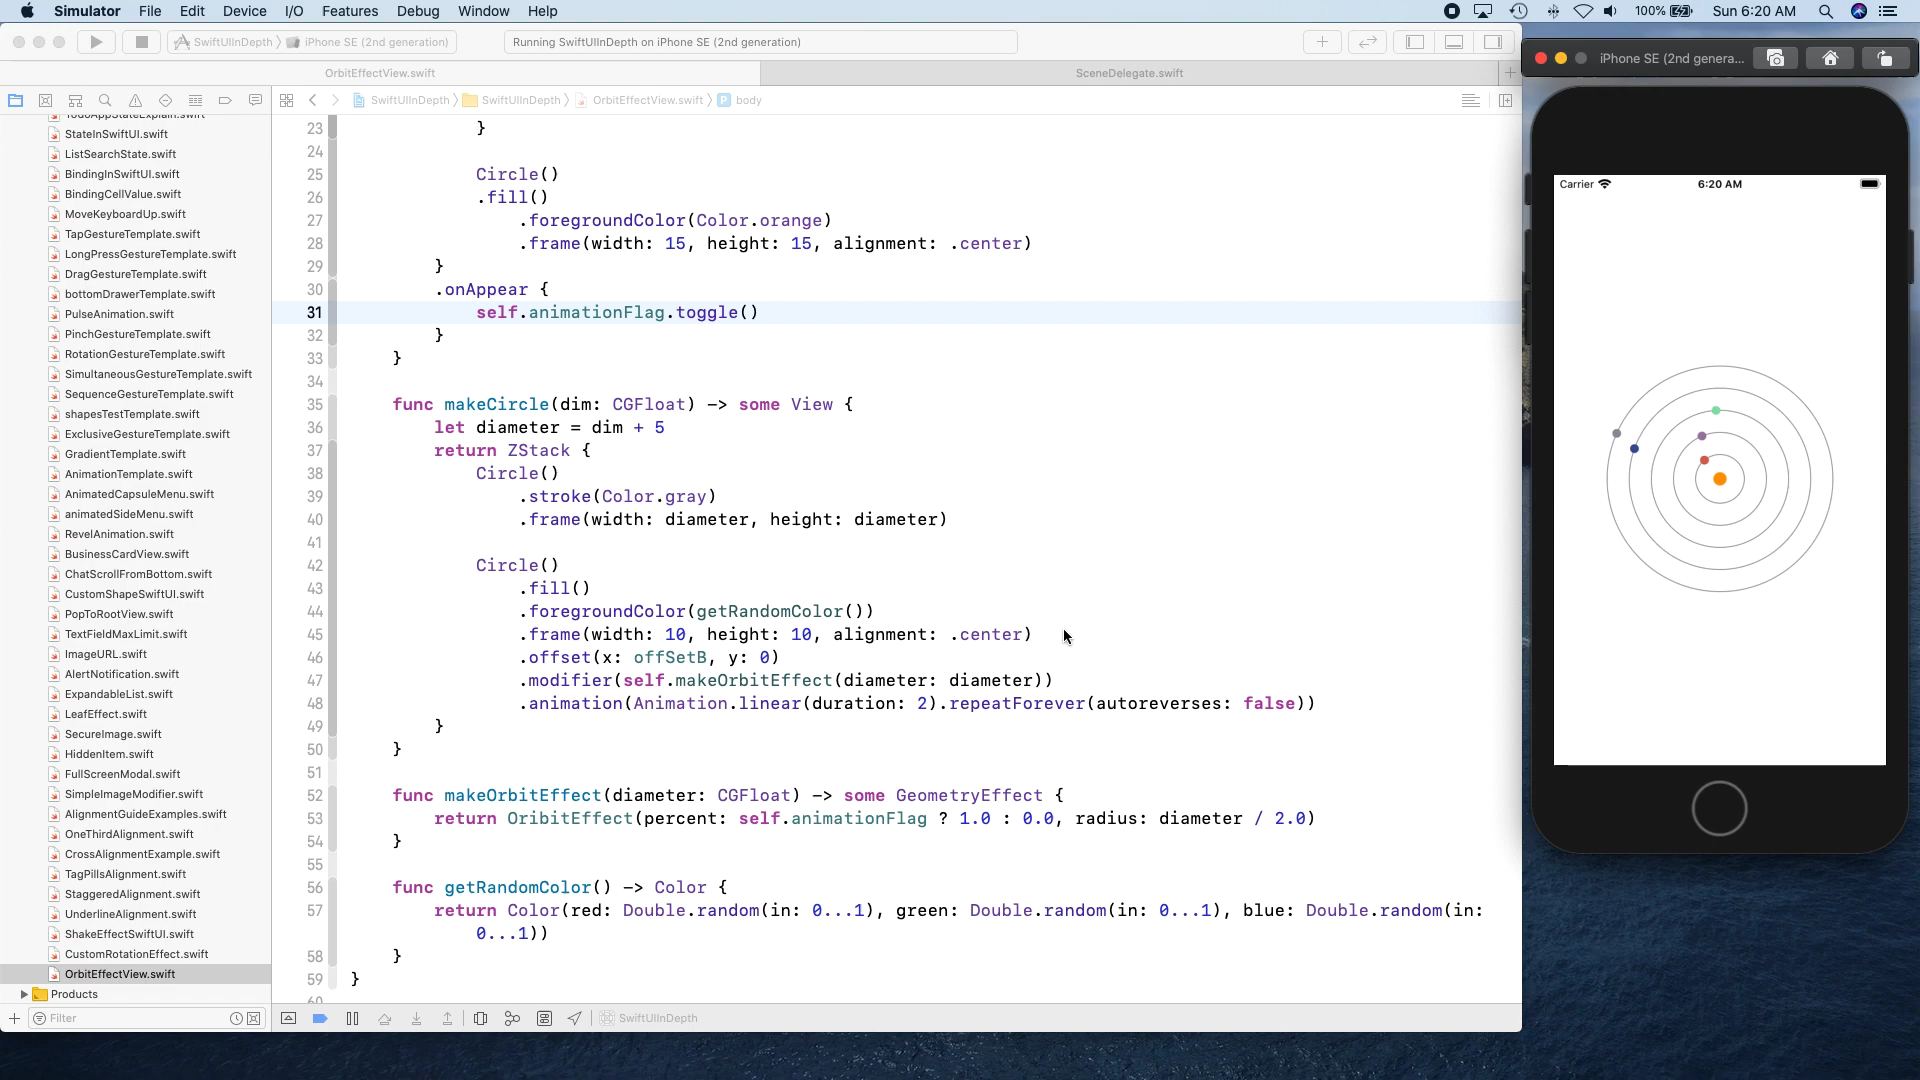 Simulator File Edit Device I/O Features Debug Window Help
100% Sun 6:20 AM
SwiftUIInDepth iPhone SE (2nd generation)
Running SwiftUIInDepth on iPhone SE (2nd generation)
iPhone SE (2nd genera...
OrbitEffectView.swift
SceneDelegate.swift
SwiftUIInDepth SwiftUIInDepth OrbitEffectView.swift P body
TodoAppStateExplain.swift
StateInSwiftUI.swift
ListSearchState.swift
BindingInSwiftUI.swift
BindingCellValue.swift
MoveKeyboardUp.swift
TapGestureTemplate.swift
LongPressGestureTemplate.swift
DragGestureTemplate.swift
bottomDrawerTemplate.swift
PulseAnimation.swift
PinchGestureTemplate.swift
RotationGestureTemplate.swift
SimultaneousGestureTemplate.swift
SequenceGestureTemplate.swift
shapesTestTemplate.swift
ExclusiveGestureTemplate.swift
GradientTemplate.swift
AnimationTemplate.swift
AnimatedCapsuleMenu.swift
animatedSideMenu.swift
RevelAnimation.swift
BusinessCardView.swift
ChatScrollFromBottom.swift
CustomShapeSwiftUI.swift
PopToRootView.swift
TextFieldMaxLimit.swift
ImageURL.swift
AlertNotification.swift
ExpandableList.swift
LeafEffect.swift
SecureImage.swift
HiddenItem.swift
FullScreenModal.swift
SimpleImageModifier.swift
AlignmentGuideExamples.swift
OneThirdAlignment.swift
CrossAlignmentExample.swift
TagPillsAlignment.swift
StaggeredAlignment.swift
UnderlineAlignment.swift
ShakeEffectSwiftUI.swift
CustomRotationEffect.swift
OrbitEffectView.swift
Products
Filter
23 }
24
25 Circle()
26 .fill()
27 .foregroundColor(Color.orange)
28 .frame(width: 15, height: 15, alignment: .center)
29 }
30 .onAppear {
31 self.animationFlag.toggle()
32 }
33 }
34
35 func makeCircle(dim: CGFloat) -> some View {
36 let diameter = dim + 5
37 return ZStack {
38 Circle()
39 .stroke(Color.gray)
40 .frame(width: diameter, height: diameter)
41
42 Circle()
43 .fill()
44 .foregroundColor(getRandomColor())
45 .frame(width: 10, height: 10, alignment: .center)
46 .offset(x: offSetB, y: 0)
47 .modifier(self.makeOrbitEffect(diameter: diameter))
48 .animation(Animation.linear(duration: 2).repeatForever(autoreverses: false))
49 }
50 }
51
52 func makeOrbitEffect(diameter: CGFloat) -> some GeometryEffect {
53 return OribitEffect(percent: self.animationFlag ? 1.0 : 0.0, radius: diameter / 2.0)
54 }
55
56 func getRandomColor() -> Color {
57 return Color(red: Double.random(in: 0...1), green: Double.random(in: 0...1), blue: Double.random(in:
0...1))
58 }
59 }
60
SwiftUIInDepth
Carrier 6:20 AM